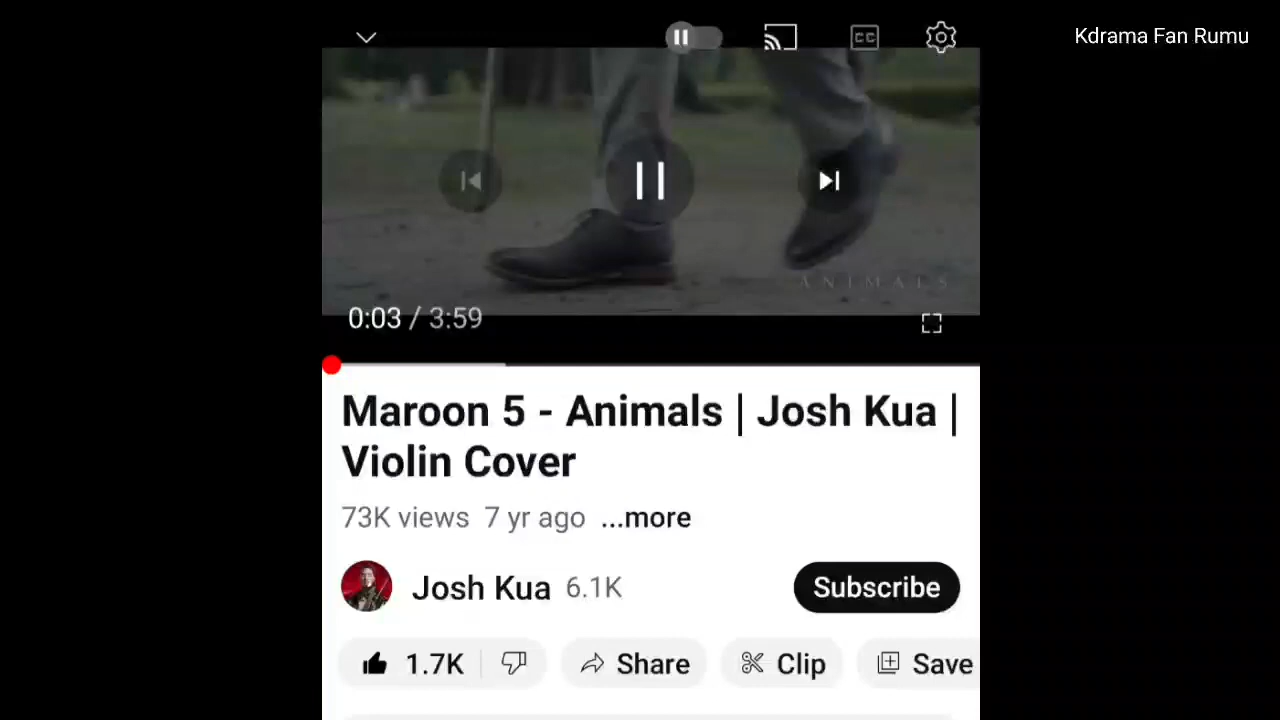 Kdrama Fan Rumu
CC
ANIMALS
0:03 / 3:59
Maroon 5 - Animals | Josh Kua |
Violin Cover
73K views 7 yr ago ...more
Josh Kua 6.1K
Subscribe
1.7K Share Clip Save